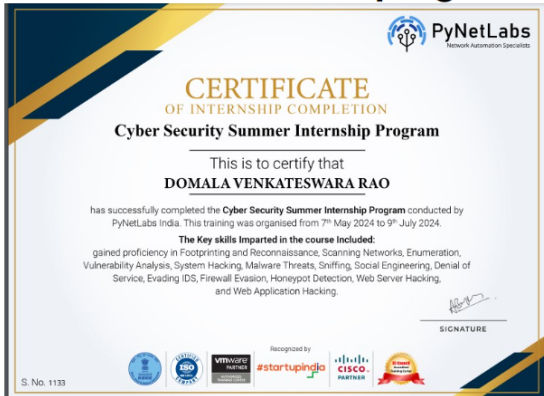 PyNetLabs
Network Automation Specialists
CERTIFICATE
OF INTERNSHIP COMPLETION
Cyber Security Summer Internship Program
This is to certify that
DOMALA VENKATESWARA RAO
has successfully completed the Cyber Security Summer Internship Program conducted by
PyNetLabs India. This training was organised from 7th May 2024 to 9th July 2024.
The Key skills Imparted in the course Included:
gained proficiency in Footprinting and Reconnaissance, Scanning Networks, Enumeration,
Vulnerability Analysis, System Hacking, Malware Threats, Sniffing, Social Engineering, Denial of
Service, Evading IDS, Firewall Evasion, Honeypot Detection, Web Server Hacking,
and Web Application Hacking.
SIGNATURE
Recognized by
ISO
vmware
PARTNER
#startupindia
CISCO
PARTNER
S. No. 1133